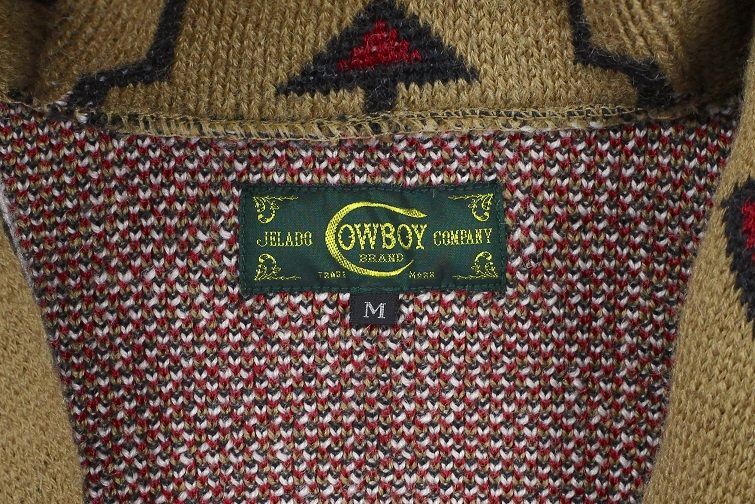 JELADO COWBOY COMPANY
BRAND
TRADE MARK
M